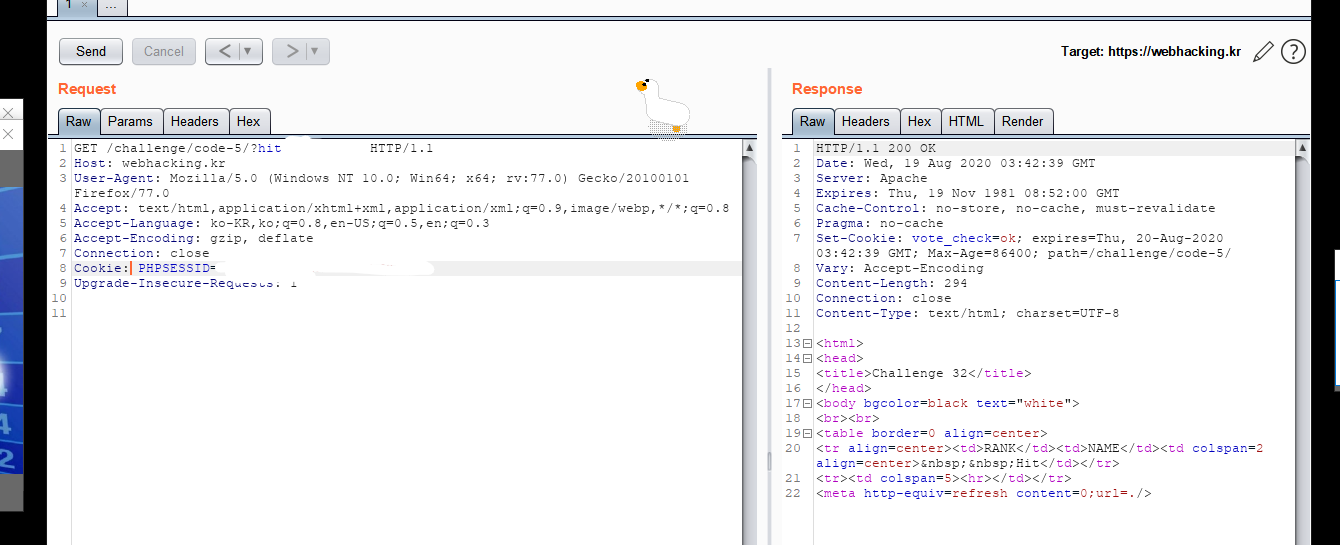 1 × ...
Send Cancel < ▼ > ▼ Target: https://webhacking.kr ?
Request
Raw Params Headers Hex
1 GET /challenge/code-5/?hit HTTP/1.1
2 Host: webhacking.kr
3 User-Agent: Mozilla/5.0 (Windows NT 10.0; Win64; x64; rv:77.0) Gecko/20100101
Firefox/77.0
4 Accept: text/html,application/xhtml+xml,application/xml;q=0.9,image/webp,*/*;q=0.8
5 Accept-Language: ko-KR,ko;q=0.8,en-US;q=0.5,en;q=0.3
6 Accept-Encoding: gzip, deflate
7 Connection: close
8 Cookie: PHPSESSID=
9 Upgrade-Insecure-Requests: 1
10
11
Response
Raw Headers Hex HTML Render
1 HTTP/1.1 200 OK
2 Date: Wed, 19 Aug 2020 03:42:39 GMT
3 Server: Apache
4 Expires: Thu, 19 Nov 1981 08:52:00 GMT
5 Cache-Control: no-store, no-cache, must-revalidate
6 Pragma: no-cache
7 Set-Cookie: vote_check=ok; expires=Thu, 20-Aug-2020
03:42:39 GMT; Max-Age=86400; path=/challenge/code-5/
8 Vary: Accept-Encoding
9 Content-Length: 294
10 Connection: close
11 Content-Type: text/html; charset=UTF-8
12
13 <html>
14 <head>
15 <title>Challenge 32</title>
16 </head>
17 <body bgcolor=black text="white">
18 <br><br>
19 <table border=0 align=center>
20 <tr align=center><td>RANK</td><td>NAME</td><td colspan=2
align=center>&nbsp;&nbsp;Hit</td></tr>
21 <tr><td colspan=5><hr></td></tr>
22 <meta http-equiv=refresh content=0;url=./>
4
2